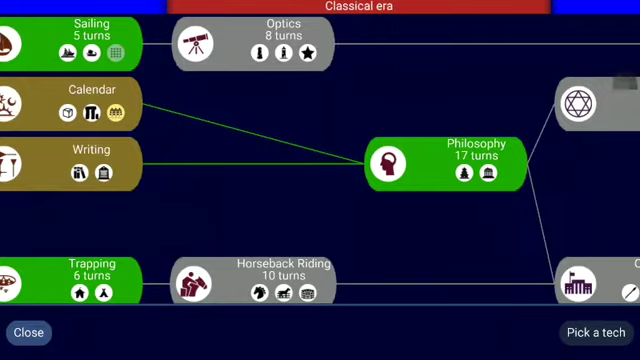 Classical era
Sailing
5 turns
Optics
8 turns
Calendar
Writing
Philosophy
17 turns
Trapping
6 turns
Horseback Riding
10 turns
C
Close
Pick a tech